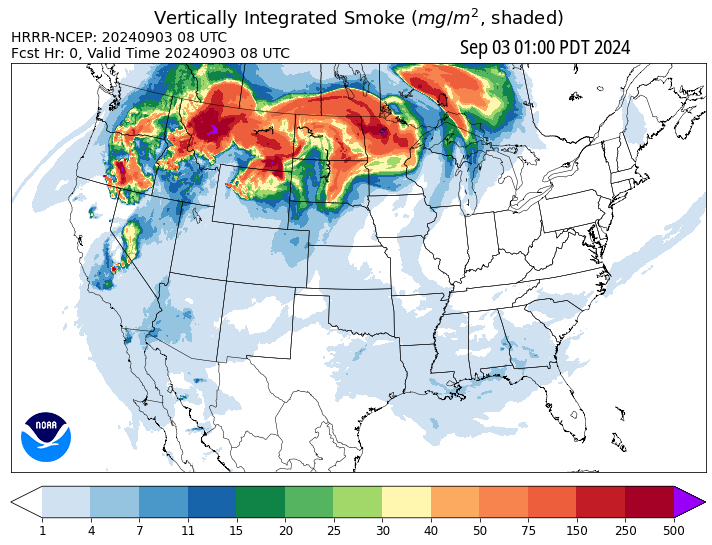 Vertically Integrated Smoke (mg/m², shaded)
HRRR-NCEP: 20240903 08 UTC
Fcst Hr: 0, Valid Time 20240903 08 UTC
Sep 03 01:00 PDT 2024
NOAA
1 4 7 11 15 20 25 30 40 50 75 150 250 500